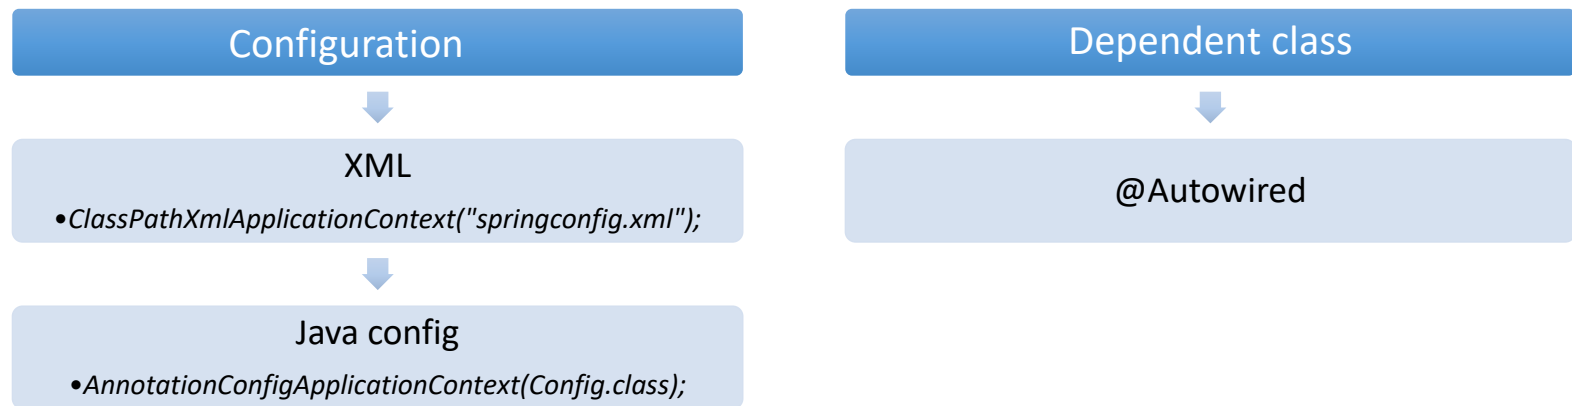 Configuration
XML
•ClassPathXmlApplicationContext("springconfig.xml");
Java config
•AnnotationConfigApplicationContext(Config.class);
Dependent class
@Autowired